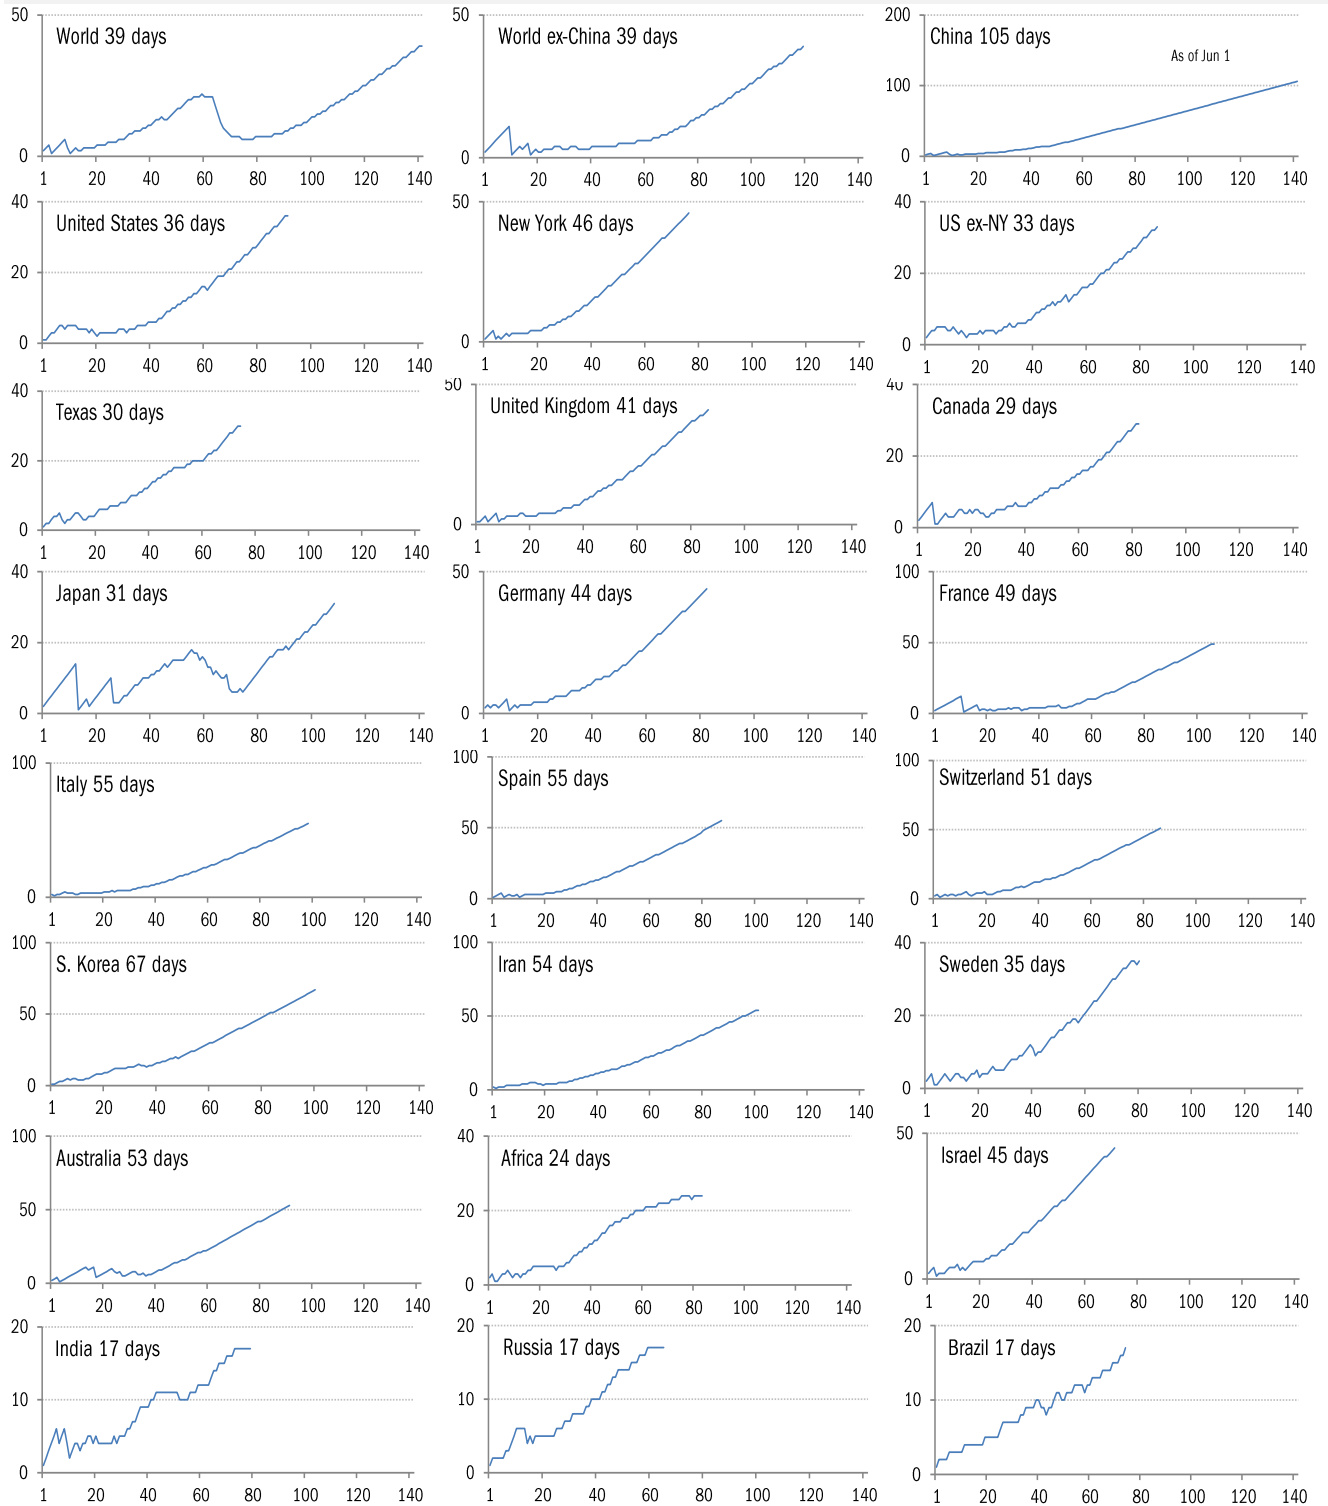 World 39 days
50
0
1 20 40 60 80 100 120 140
World ex-China 39 days
50
0
1 20 40 60 80 100 120 140
China 105 days
As of Jun 1
200
100
0
1 20 40 60 80 100 120 140
United States 36 days
40
20
0
1 20 40 60 80 100 120 140
New York 46 days
50
0
1 20 40 60 80 100 120 140
US ex-NY 33 days
40
20
0
1 20 40 60 80 100 120 140
Texas 30 days
40
20
0
1 20 40 60 80 100 120 140
United Kingdom 41 days
50
0
1 20 40 60 80 100 120 140
Canada 29 days
40
20
0
1 20 40 60 80 100 120 140
Japan 31 days
40
20
0
1 20 40 60 80 100 120 140
Germany 44 days
50
0
1 20 40 60 80 100 120 140
France 49 days
100
50
0
1 20 40 60 80 100 120 140
Italy 55 days
100
0
1 20 40 60 80 100 120 140
Spain 55 days
100
50
0
1 20 40 60 80 100 120 140
Switzerland 51 days
100
50
0
1 20 40 60 80 100 120 140
S. Korea 67 days
100
50
0
1 20 40 60 80 100 120 140
Iran 54 days
100
50
0
1 20 40 60 80 100 120 140
Sweden 35 days
40
20
0
1 20 40 60 80 100 120 140
Australia 53 days
100
50
0
1 20 40 60 80 100 120 140
Africa 24 days
40
20
0
1 20 40 60 80 100 120 140
Israel 45 days
50
0
1 20 40 60 80 100 120 140
India 17 days
20
10
0
1 20 40 60 80 100 120 140
Russia 17 days
20
10
0
1 20 40 60 80 100 120 140
Brazil 17 days
20
10
0
1 20 40 60 80 100 120 140